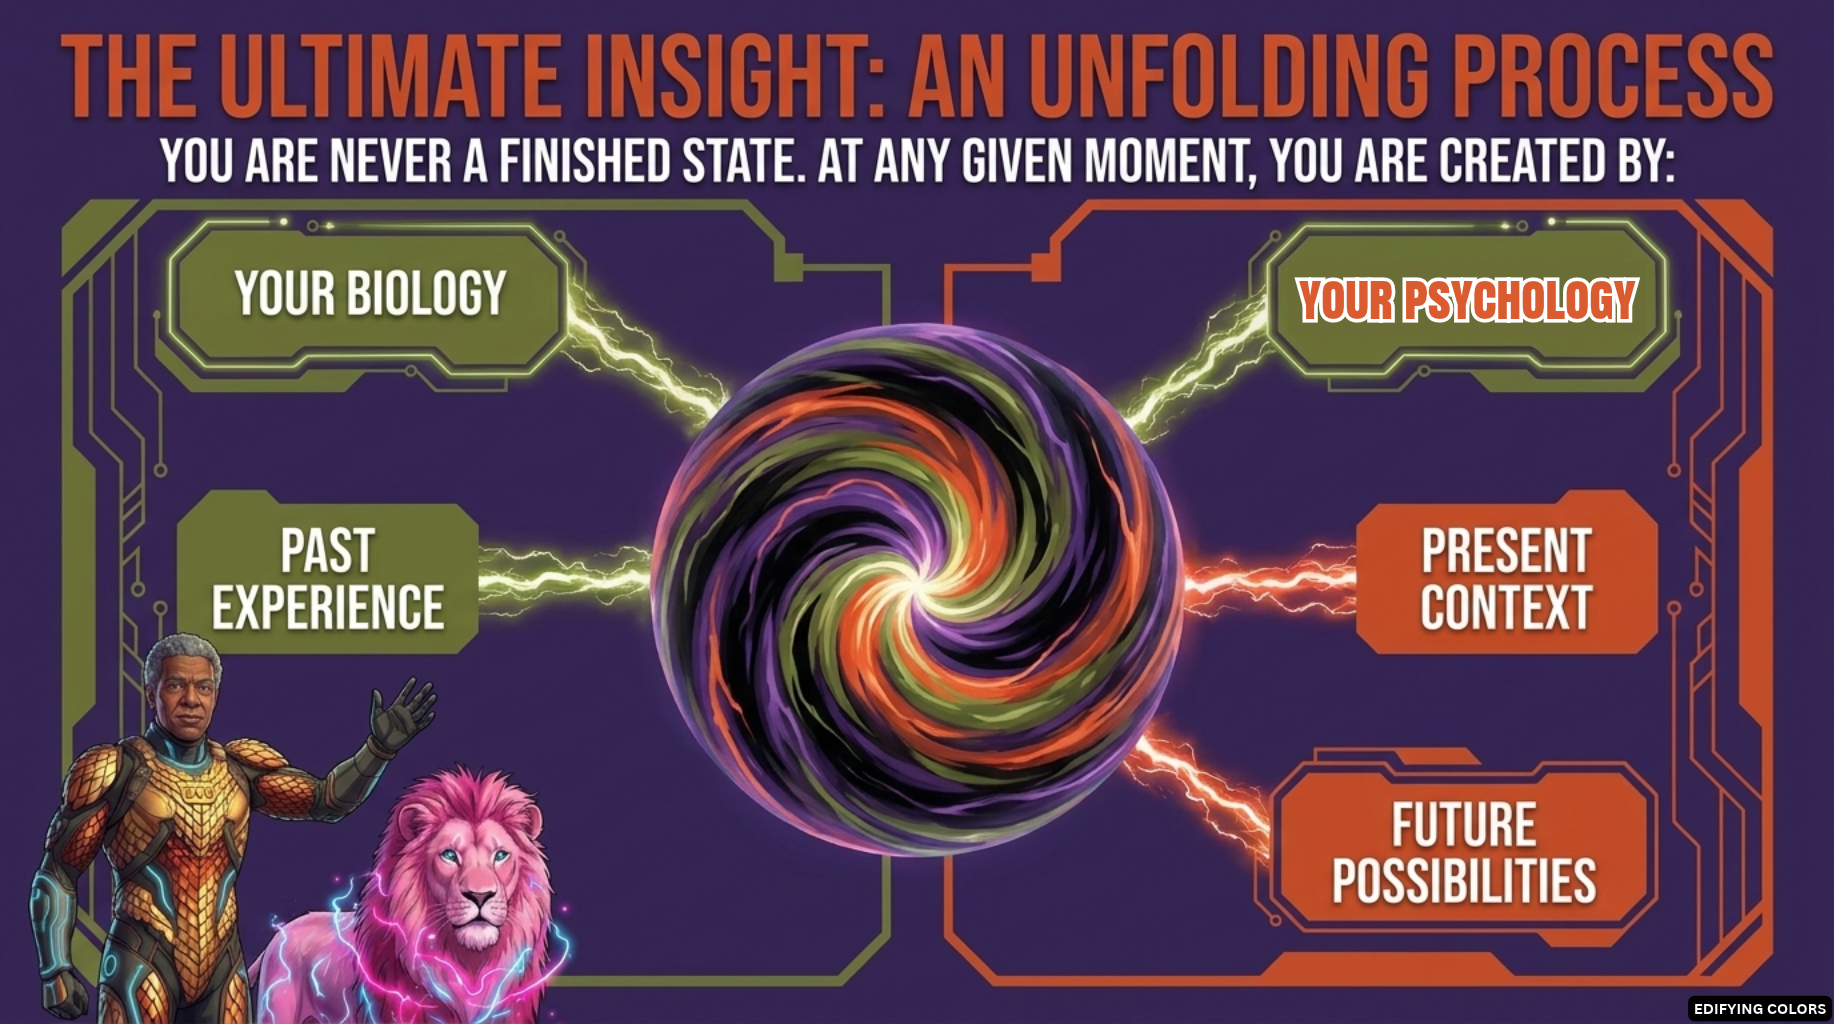 THE ULTIMATE INSIGHT: AN UNFOLDING PROCESS
YOU ARE NEVER A FINISHED STATE. AT ANY GIVEN MOMENT, YOU ARE CREATED BY:
YOUR BIOLOGY
YOUR PSYCHOLOGY
PAST
EXPERIENCE
PRESENT
CONTEXT
FUTURE
POSSIBILITIES
EDIFYING COLORS